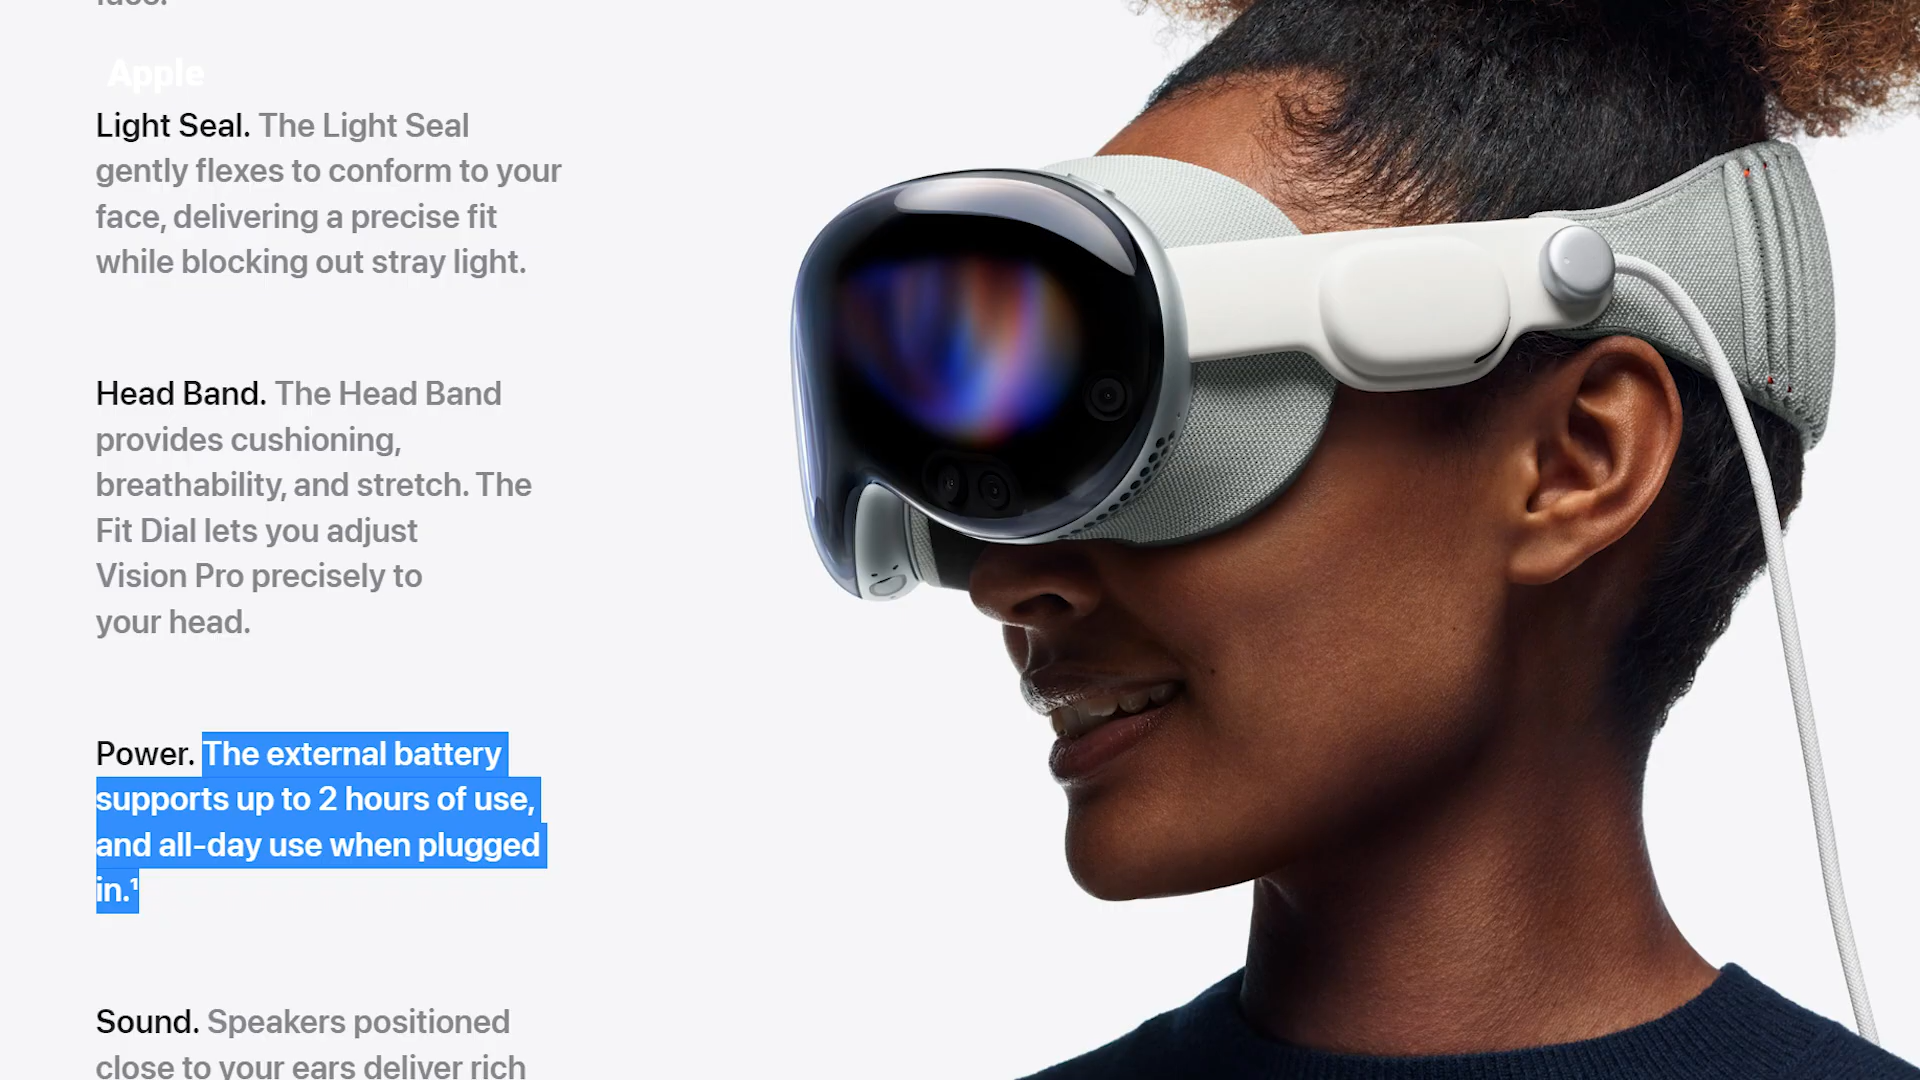 face.
Apple
Light Seal. The Light Seal
gently flexes to conform to your
face, delivering a precise fit
while blocking out stray light.
Head Band. The Head Band
provides cushioning,
breathability, and stretch. The
Fit Dial lets you adjust
Vision Pro precisely to
your head.
Power. The external battery
supports up to 2 hours of use,
and all-day use when plugged
in.¹
Sound. Speakers positioned
close to your ears deliver rich